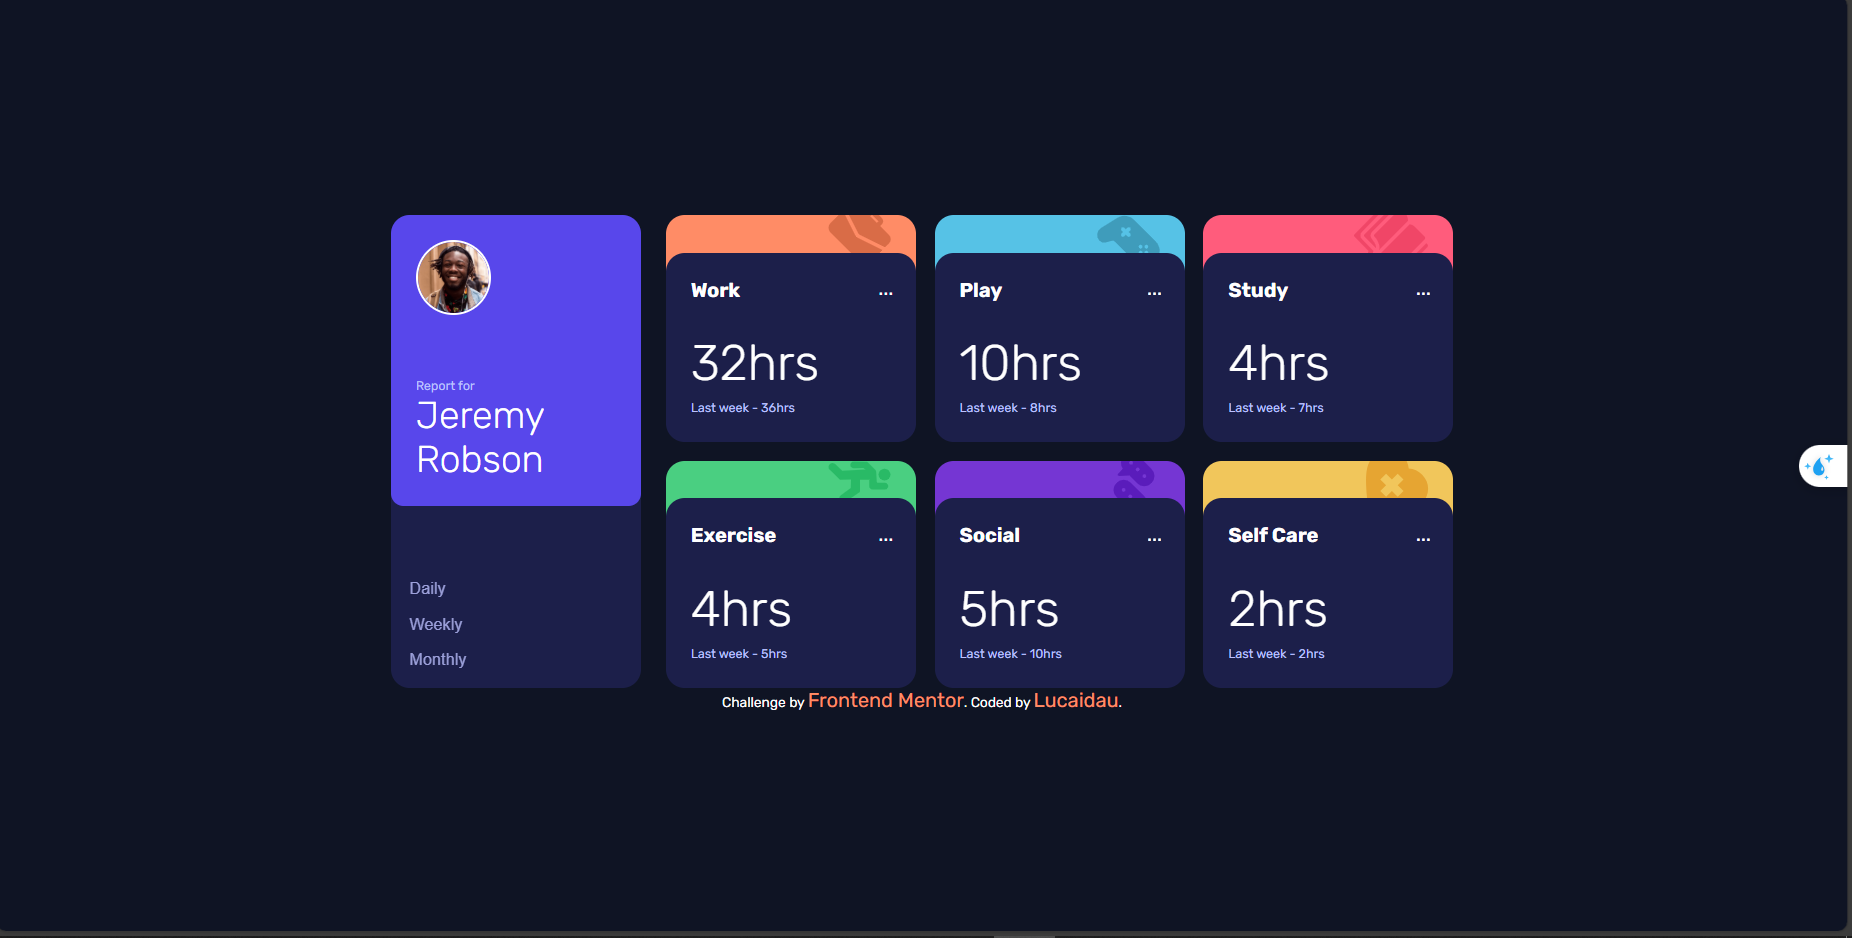 Report for
Jeremy
Robson
Daily
Weekly
Monthly
Work ...
32hrs
Last week - 36hrs
Play ...
10hrs
Last week - 8hrs
Study ...
4hrs
Last week - 7hrs
Exercise ...
4hrs
Last week - 5hrs
Social ...
5hrs
Last week - 10hrs
Self Care ...
2hrs
Last week - 2hrs
Challenge by Frontend Mentor. Coded by Lucaidau.